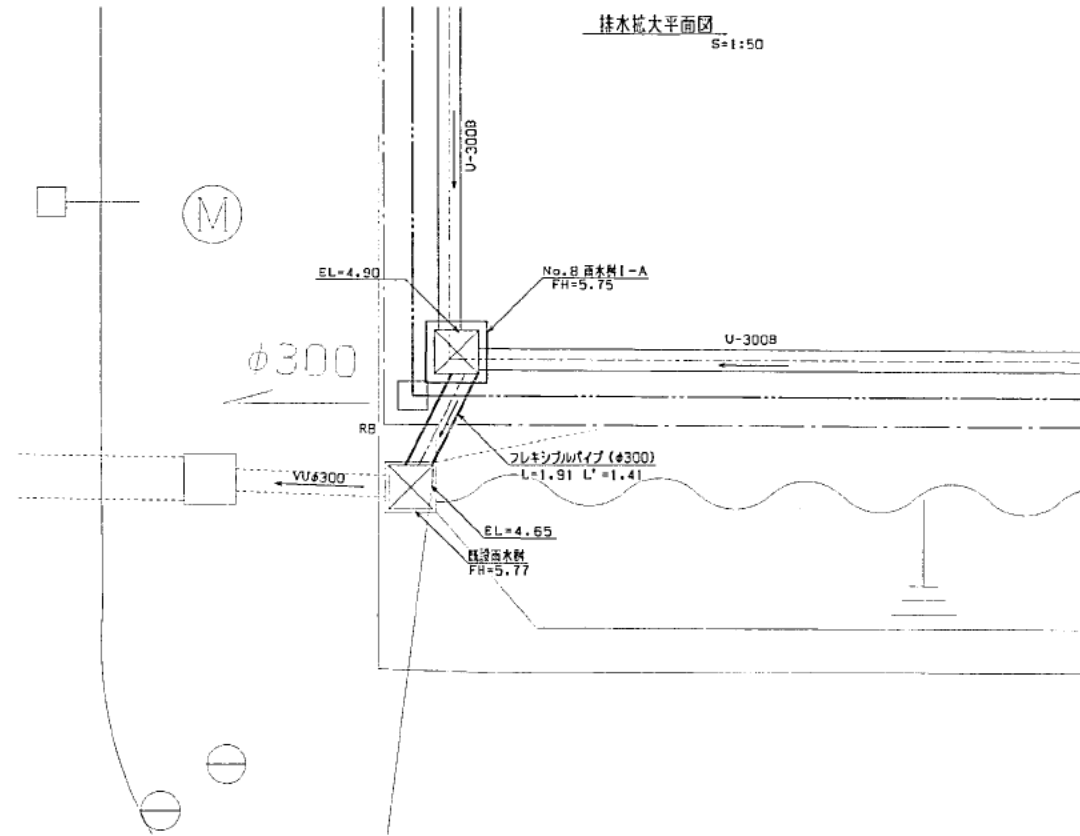 排水拡大平面図
S=1:50
U-300B
M
EL=4.90
No.8 雨水桝I-A
FH=5.75
U-300B
φ300
RB
フレキシブルパイプ (φ300)
L=1.91 L'=1.41
VUφ300
EL=4.65
既設雨水桝
FH=5.77